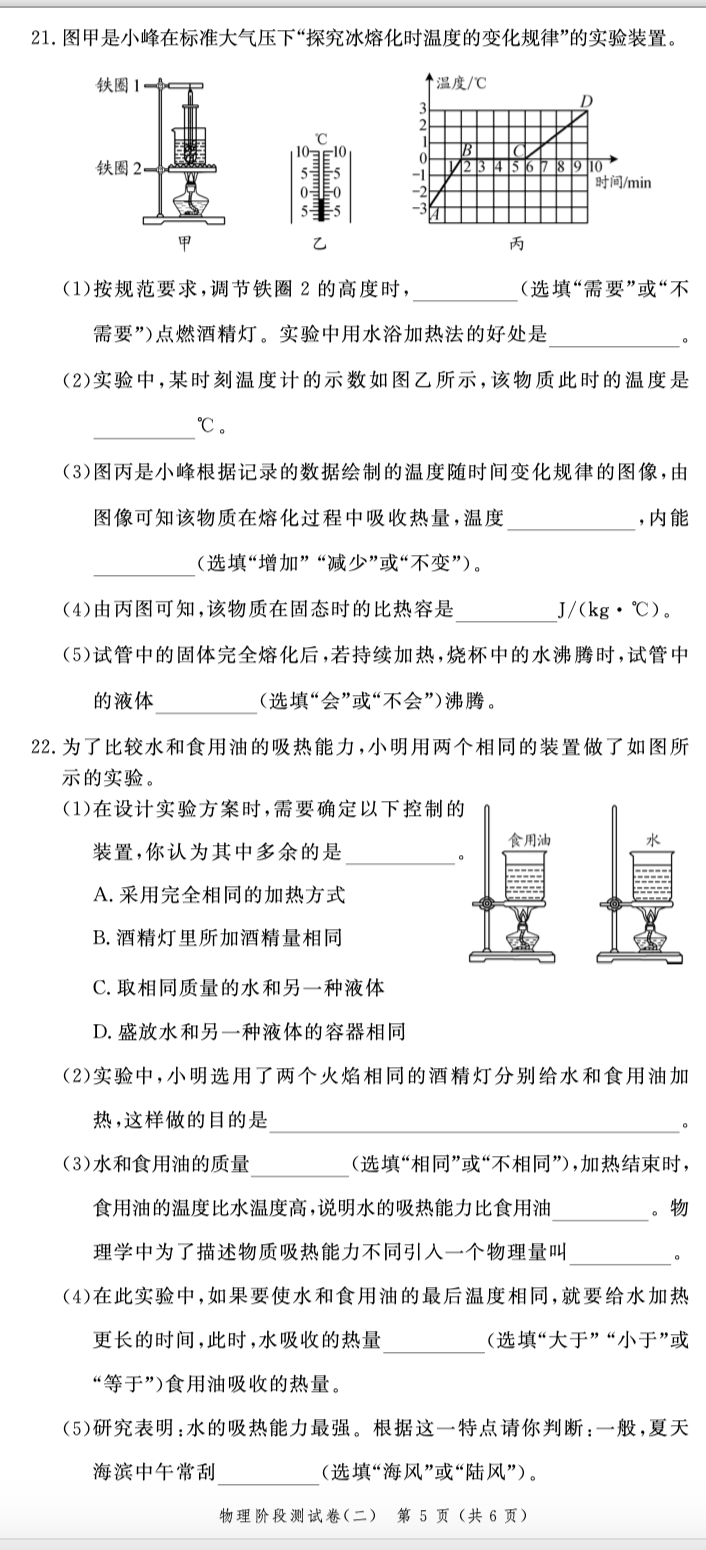 21. 图甲是小峰在标准大气压下“探究冰熔化时温度的变化规律”的实验装置。
铁圈 1
铁圈 2
甲
℃
10 10
5 5
0 0
5 5
乙
温度/℃
3
2
1
0
-1
-2
-3
A
B
C
D
1 2 3 4 5 6 7 8 9 10
时间/min
丙
(1)按规范要求,调节铁圈 2 的高度时,__________(选填“需要”或“不
需要”)点燃酒精灯。实验中用水浴加热法的好处是__________。
(2)实验中,某时刻温度计的示数如图乙所示,该物质此时的温度是
__________℃。
(3)图丙是小峰根据记录的数据绘制的温度随时间变化规律的图像,由
图像可知该物质在熔化过程中吸收热量,温度__________,内能
__________(选填“增加”“减少”或“不变”)。
(4)由丙图可知,该物质在固态时的比热容是__________J/(kg·℃)。
(5)试管中的固体完全熔化后,若持续加热,烧杯中的水沸腾时,试管中
的液体__________(选填“会”或“不会”)沸腾。
22. 为了比较水和食用油的吸热能力,小明用两个相同的装置做了如图所
示的实验。
(1)在设计实验方案时,需要确定以下控制的
装置,你认为其中多余的是__________。
A. 采用完全相同的加热方式
B. 酒精灯里所加酒精量相同
C. 取相同质量的水和另一种液体
D. 盛放水和另一种液体的容器相同
食用油
水
(2)实验中,小明选用了两个火焰相同的酒精灯分别给水和食用油加
热,这样做的目的是__________。
(3)水和食用油的质量__________(选填“相同”或“不相同”),加热结束时,
食用油的温度比水温度高,说明水的吸热能力比食用油__________。物
理学中为了描述物质吸热能力不同引入一个物理量叫__________。
(4)在此实验中,如果要使水和食用油的最后温度相同,就要给水加热
更长的时间,此时,水吸收的热量__________(选填“大于”“小于”或
“等于”)食用油吸收的热量。
(5)研究表明:水的吸热能力最强。根据这一特点请你判断:一般,夏天
海滨中午常刮__________(选填“海风”或“陆风”)。
物理阶段测试卷(二) 第 5 页(共 6 页)